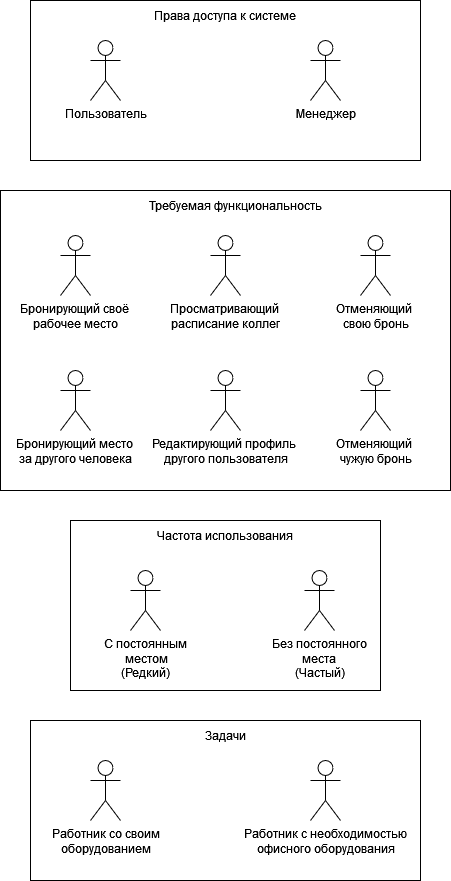 Права доступа к системе
Пользователь
Менеджер
Требуемая функциональность
Бронирующий своё
рабочее место
Просматривающий
расписание коллег
Отменяющий
свою бронь
Бронирующий место
за другого человека
Редактирующий профиль
другого пользователя
Отменяющий
чужую бронь
Частота использования
С постоянным
местом
(Редкий)
Без постоянного
места
(Частый)
Задачи
Работник со своим
оборудованием
Работник с необходимостью
офисного оборудования